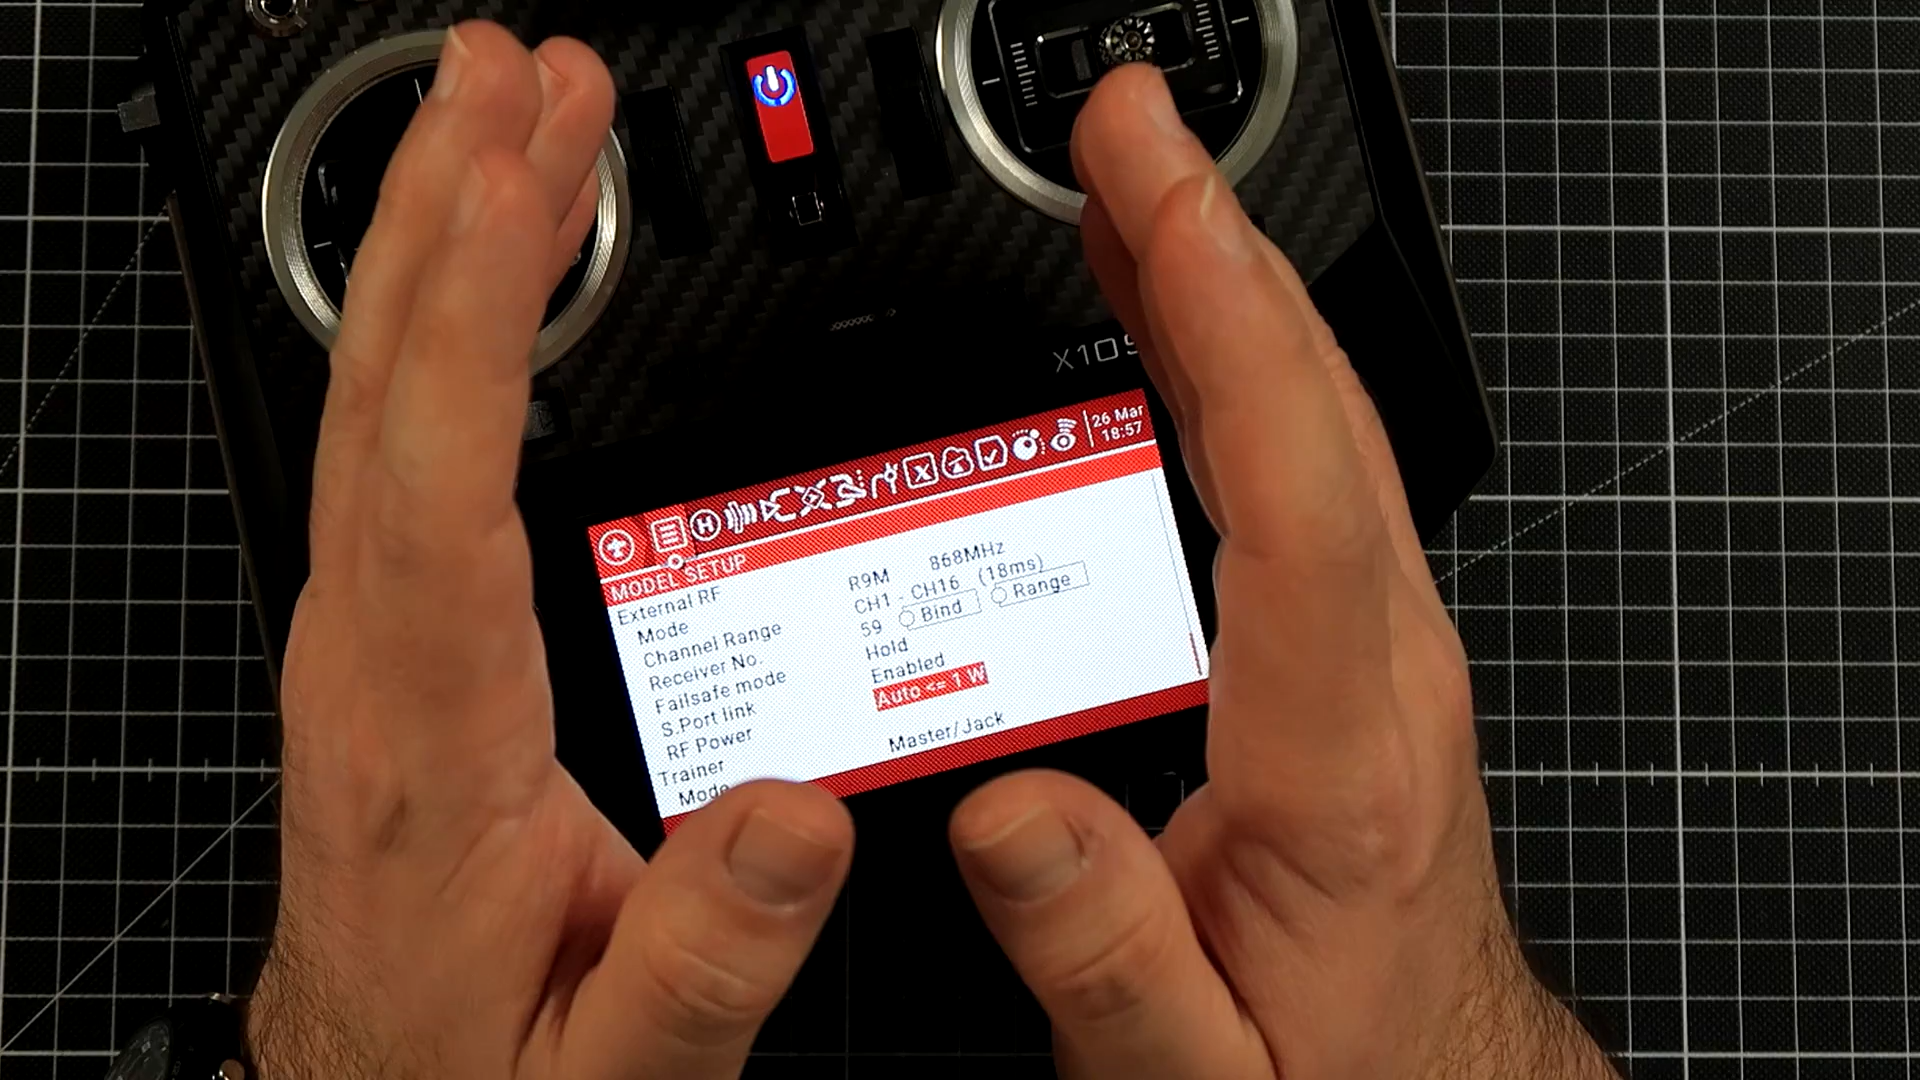 X10S
26 Mar
18:57
MODEL SETUP
External RF
Mode R9M 868MHz
Channel Range CH1 - CH16 (18ms)
Receiver No. 59 Bind Range
Failsafe mode Hold
S.Port link Enabled
RF Power Auto <= 1 W
Trainer
Mode Master/Jack